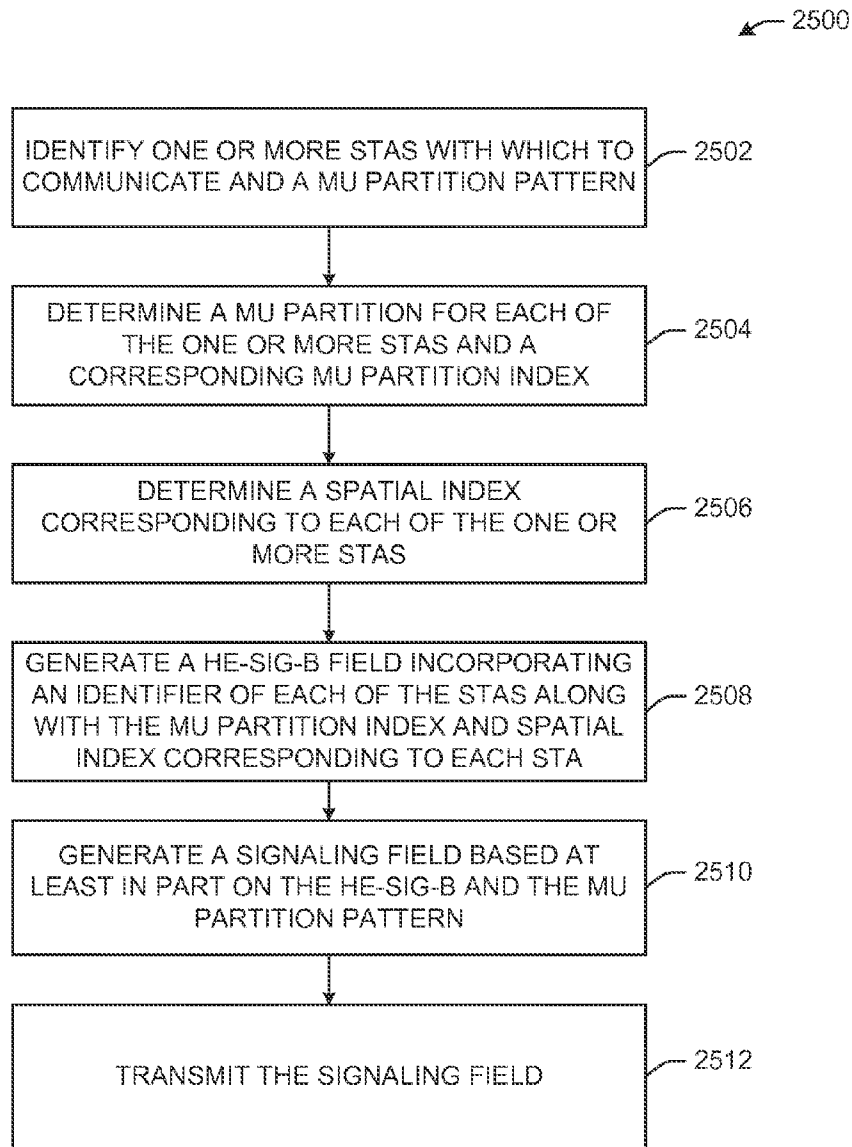 2500
IDENTIFY ONE OR MORE STAS WITH WHICH TO
COMMUNICATE AND A MU PARTITION PATTERN
2502
DETERMINE A MU PARTITION FOR EACH OF
THE ONE OR MORE STAS AND A
CORRESPONDING MU PARTITION INDEX
2504
DETERMINE A SPATIAL INDEX
CORRESPONDING TO EACH OF THE ONE OR
MORE STAS
2506
GENERATE A HE-SIG-B FIELD INCORPORATING
AN IDENTIFIER OF EACH OF THE STAS ALONG
WITH THE MU PARTITION INDEX AND SPATIAL
INDEX CORRESPONDING TO EACH STA
2508
GENERATE A SIGNALING FIELD BASED AT
LEAST IN PART ON THE HE-SIG-B AND THE MU
PARTITION PATTERN
2510
TRANSMIT THE SIGNALING FIELD
2512